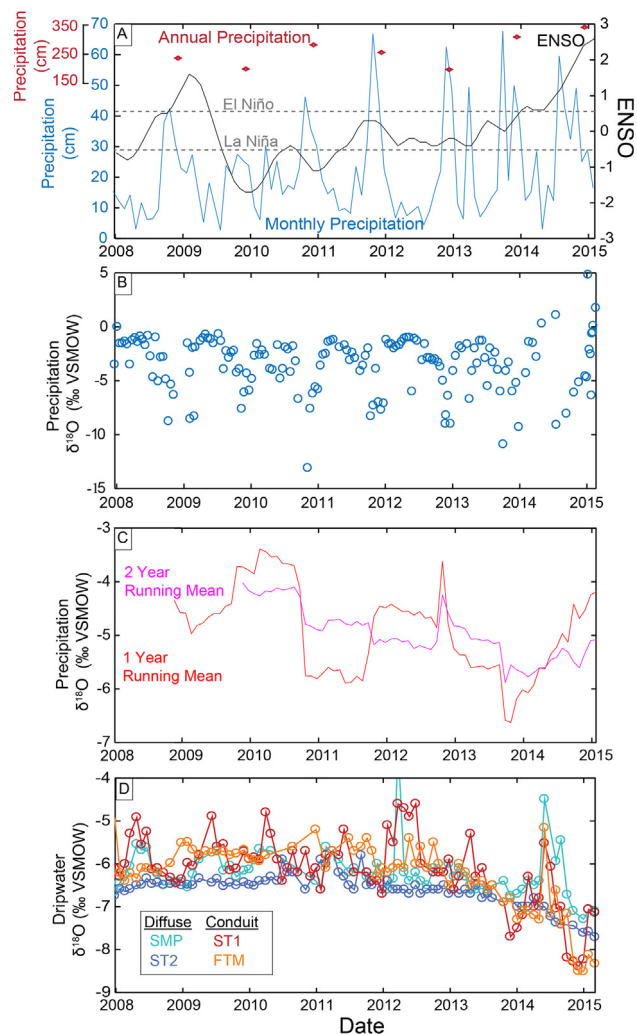 A
Annual Precipitation
ENSO
El Niño
La Niña
Monthly Precipitation
Precipitation
(cm)
350
250
150
Precipitation
(cm)
70
60
50
40
30
20
10
0
3
2
1
0
-1
-2
-3
ENSO
2008 2009 2010 2011 2012 2013 2014 2015
B
Precipitation
δ18O (‰ VSMOW)
5
0
-5
-10
-15
2008 2009 2010 2011 2012 2013 2014 2015
C
2 Year
Running Mean
1 Year
Running Mean
Precipitation
δ18O (‰ VSMOW)
-3
-4
-5
-6
-7
2008 2009 2010 2011 2012 2013 2014 2015
D
Dripwater
δ18O (‰ VSMOW)
-4
-5
-6
-7
-8
-9
Diffuse Conduit
SMP ST1
ST2 FTM
2008 2009 2010 2011 2012 2013 2014 2015
Date